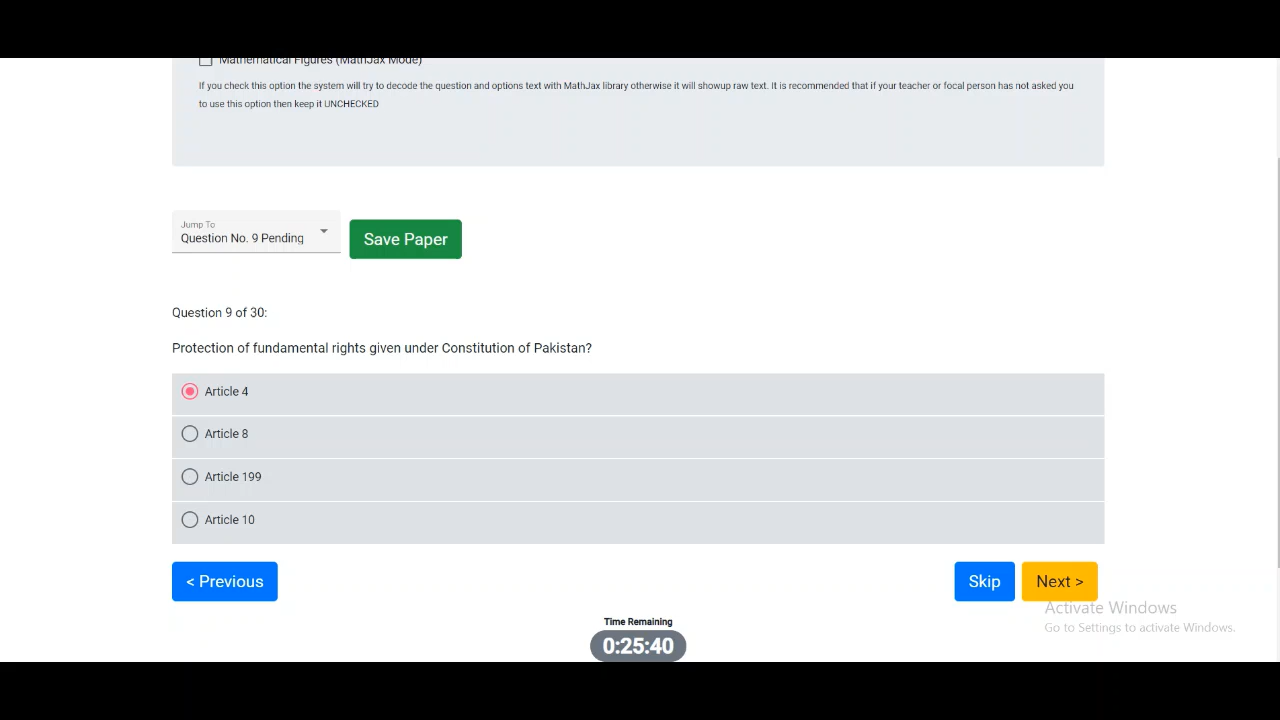 Mathematical Figures (MathJax Mode)
If you check this option the system will try to decode the question and options text with MathJax library otherwise it will showup raw text. It is recommended that if your teacher or focal person has not asked you
to use this option then keep it UNCHECKED
Jump To
Question No. 9 Pending
Save Paper
Question 9 of 30:
Protection of fundamental rights given under Constitution of Pakistan?
Article 4
Article 8
Article 199
Article 10
< Previous
Skip
Next >
Activate Windows
Go to Settings to activate Windows.
Time Remaining
0:25:40